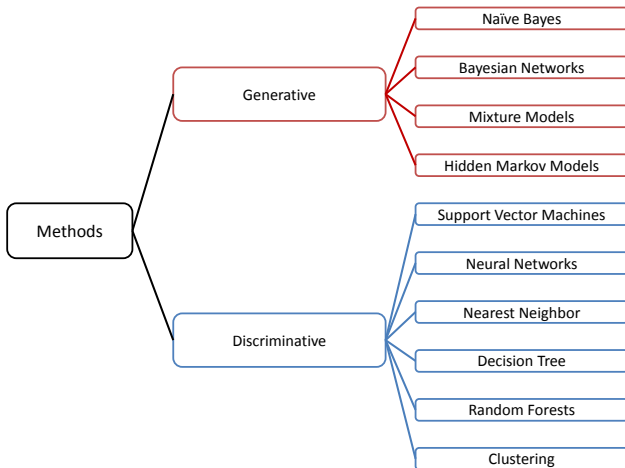 Methods
Generative
Naïve Bayes
Bayesian Networks
Mixture Models
Hidden Markov Models
Discriminative
Support Vector Machines
Neural Networks
Nearest Neighbor
Decision Tree
Random Forests
Clustering